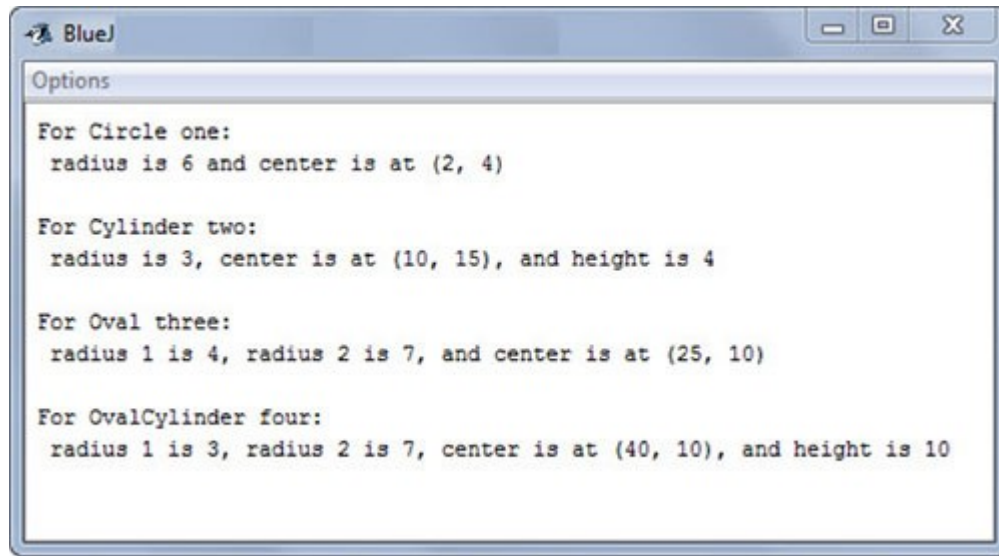 BlueJ
Options
For Circle one:
radius is 6 and center is at (2, 4)
For Cylinder two:
radius is 3, center is at (10, 15), and height is 4
For Oval three:
radius 1 is 4, radius 2 is 7, and center is at (25, 10)
For OvalCylinder four:
radius 1 is 3, radius 2 is 7, center is at (40, 10), and height is 10